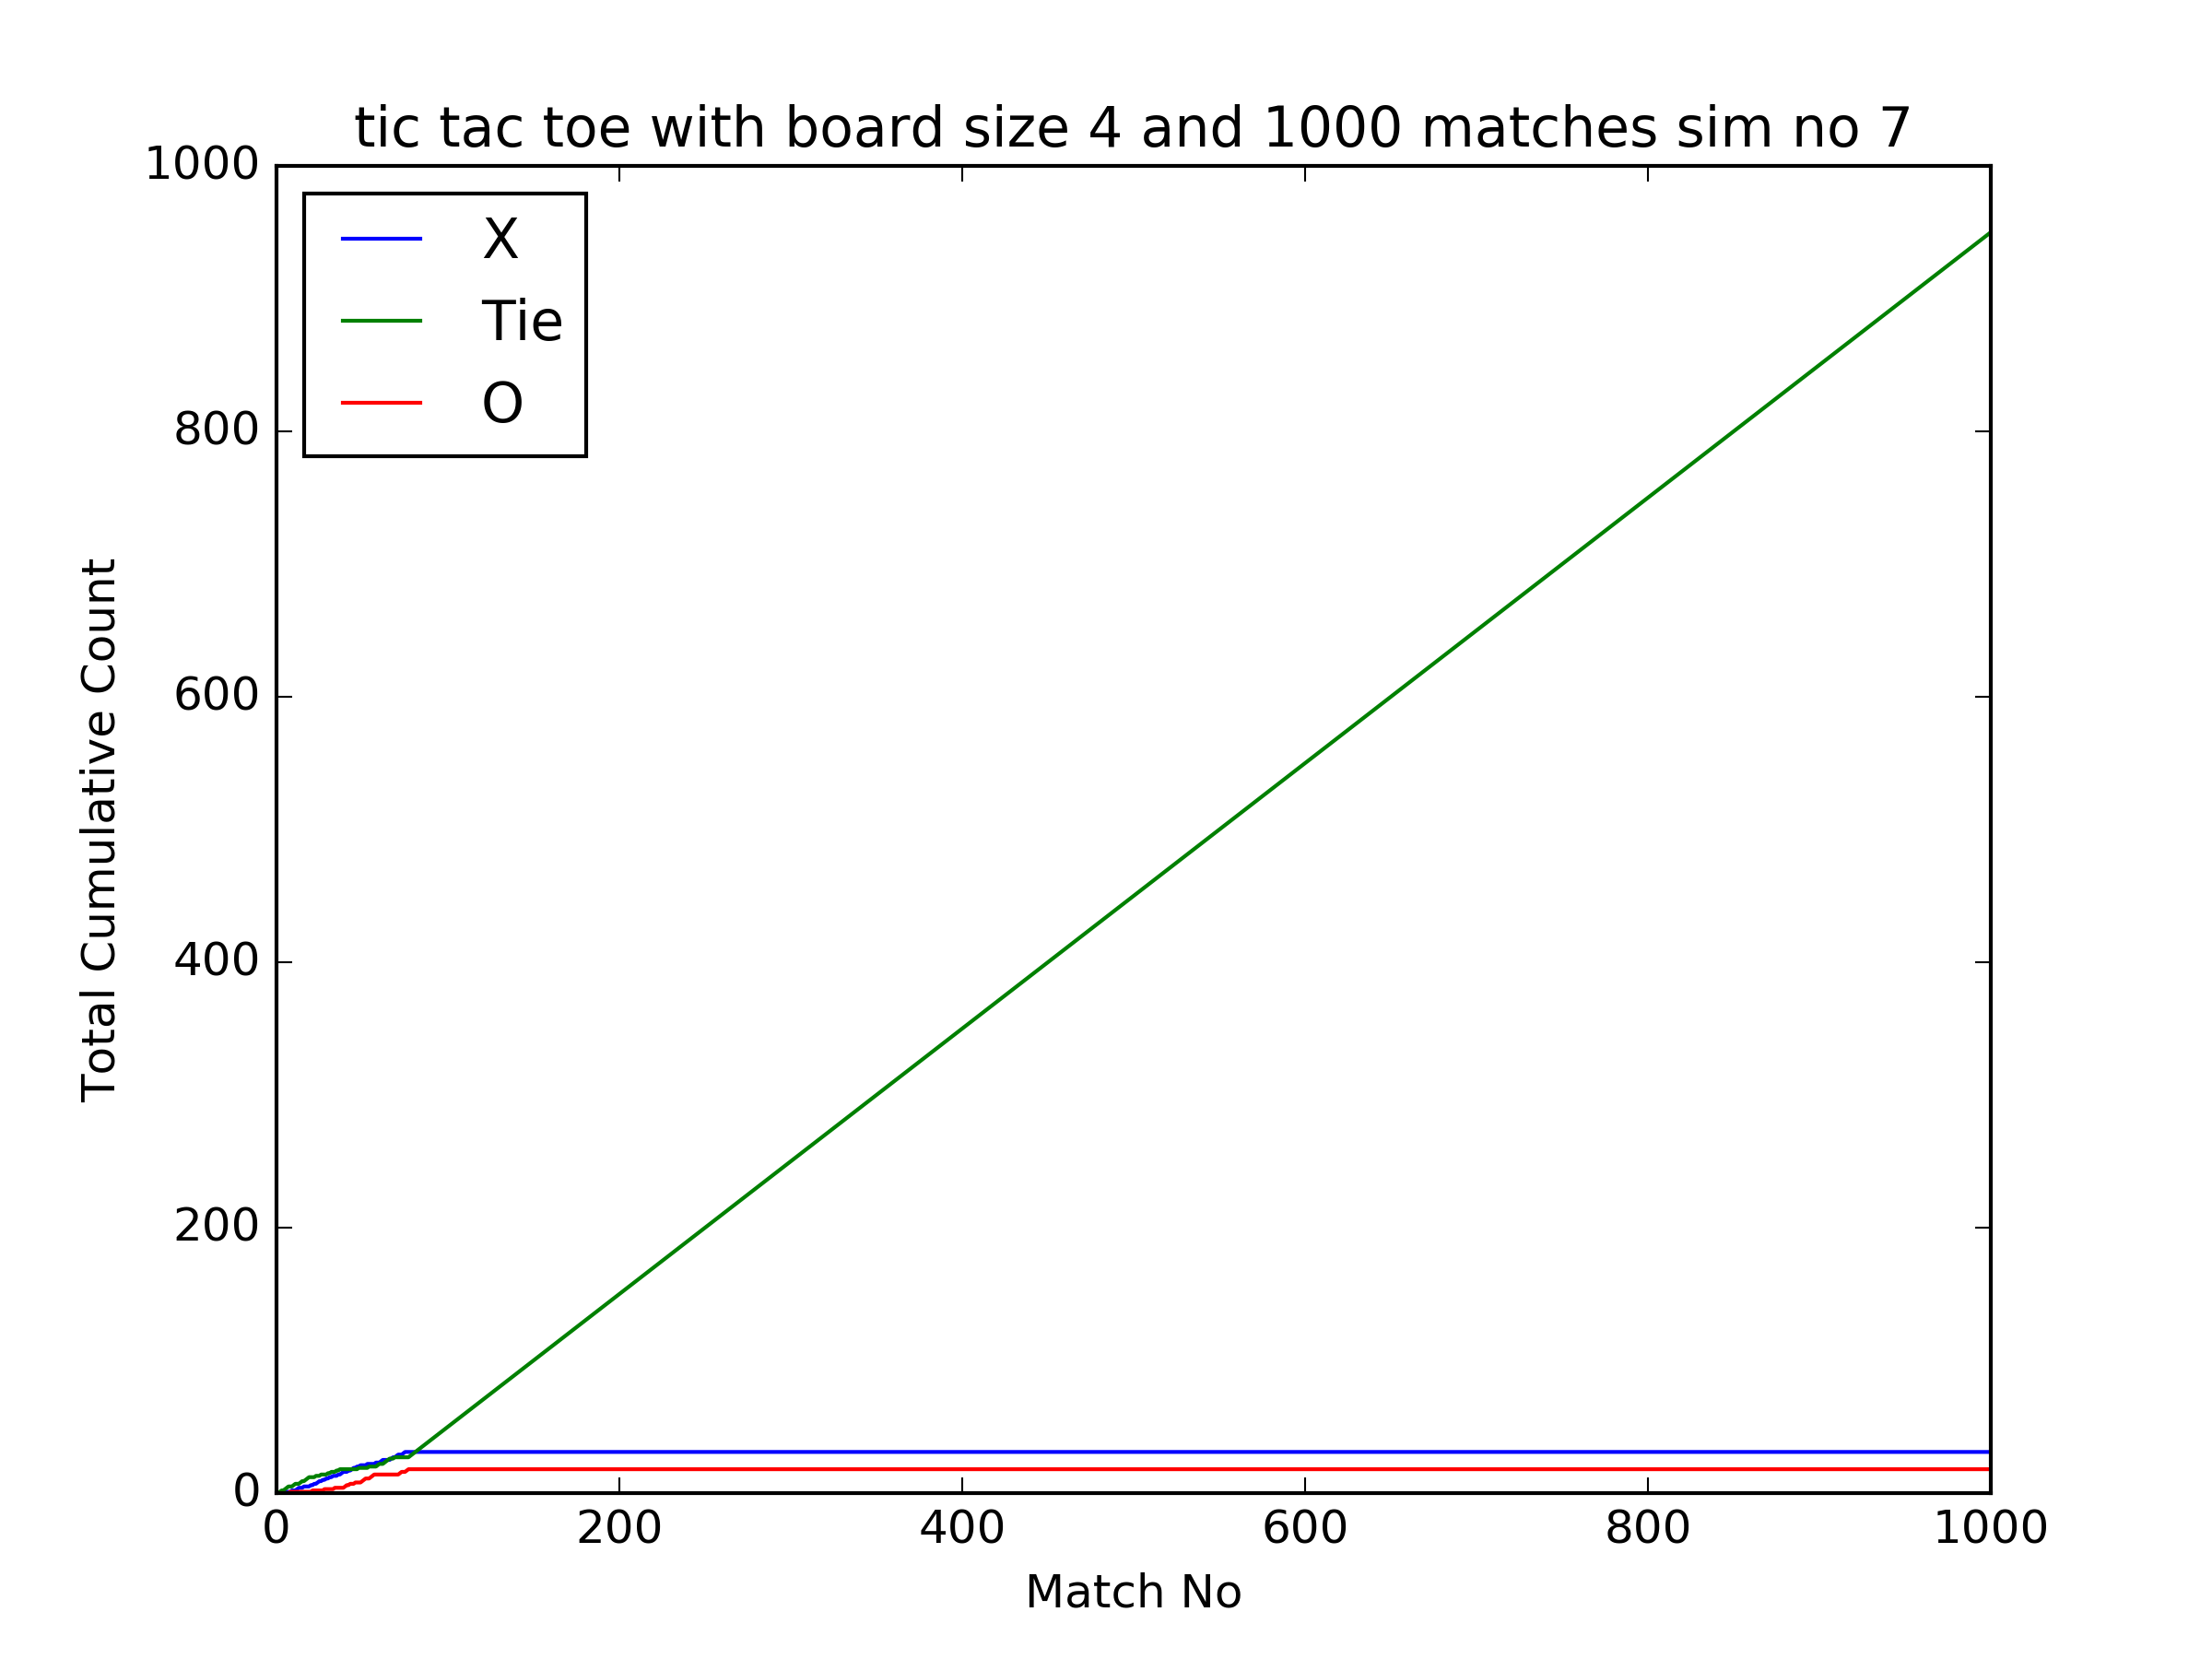 tic tac toe with board size 4 and 1000 matches sim no 7
1000
800
600
400
200
0
Total Cumulative Count
X
Tie
O
0 200 400 600 800 1000
Match No